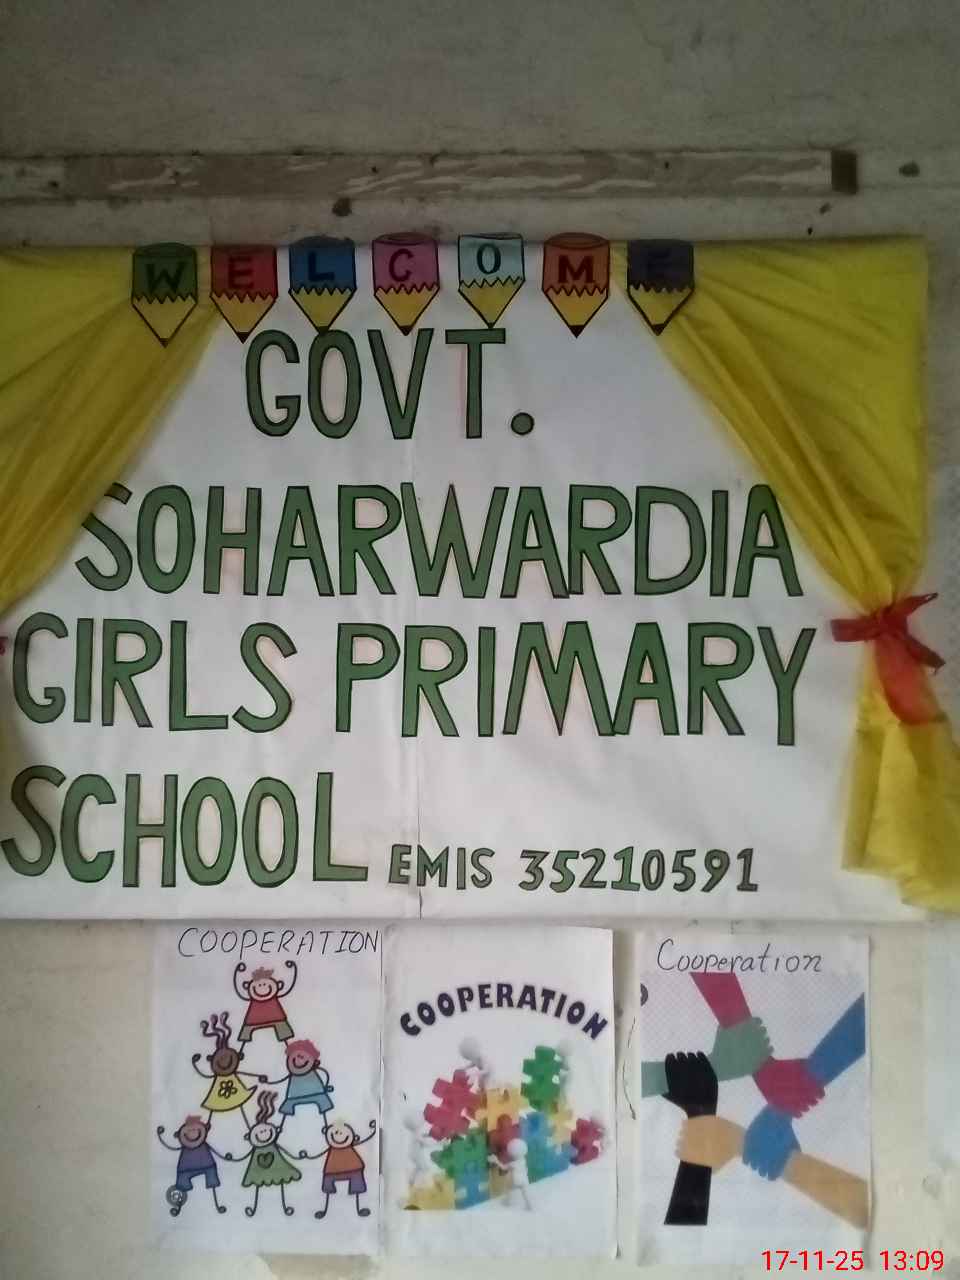 WELCOME
GOVT.
SOHARWARDIA
GIRLS PRIMARY
SCHOOL EMIS 35210591
COOPERATION
COOPERATION
Cooperation
17-11-25 13:09